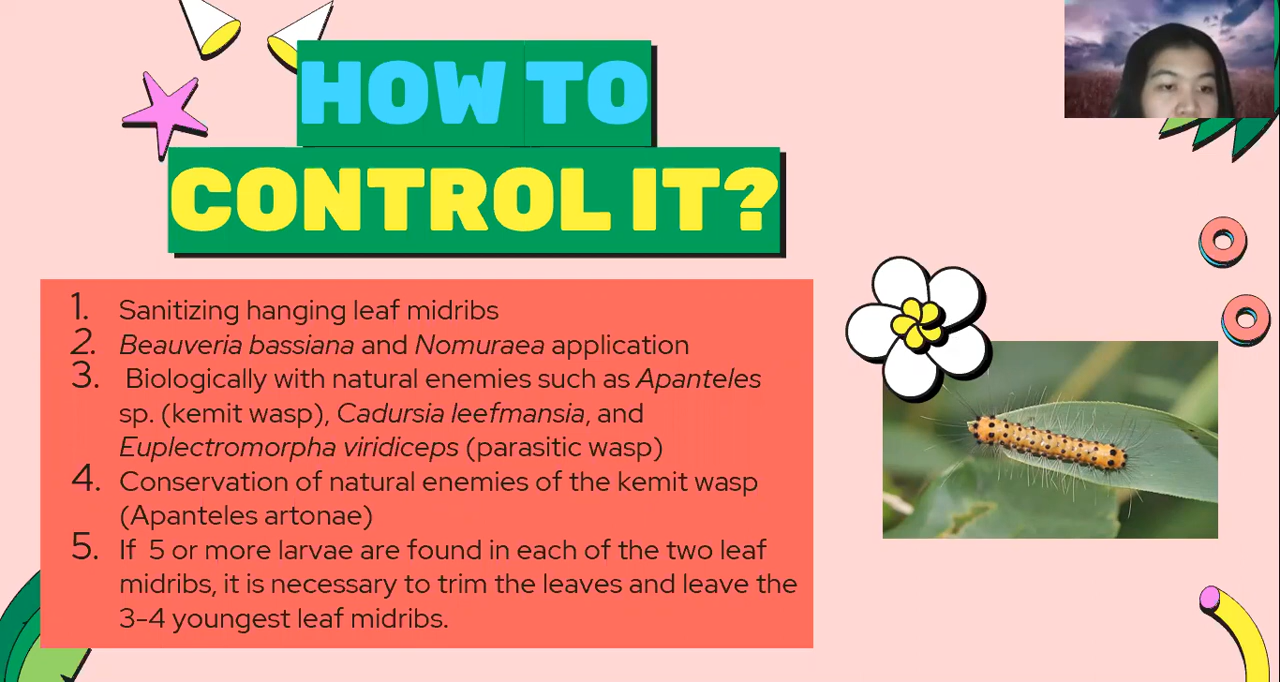 HOW TO
CONTROL IT?
1. Sanitizing hanging leaf midribs
2. Beauveria bassiana and Nomuraea application
3. Biologically with natural enemies such as Apanteles
sp. (kemit wasp), Cadursia leefmansia, and
Euplectromorpha viridiceps (parasitic wasp)
4. Conservation of natural enemies of the kemit wasp
(Apanteles artonae)
5. If 5 or more larvae are found in each of the two leaf
midribs, it is necessary to trim the leaves and leave the
3-4 youngest leaf midribs.